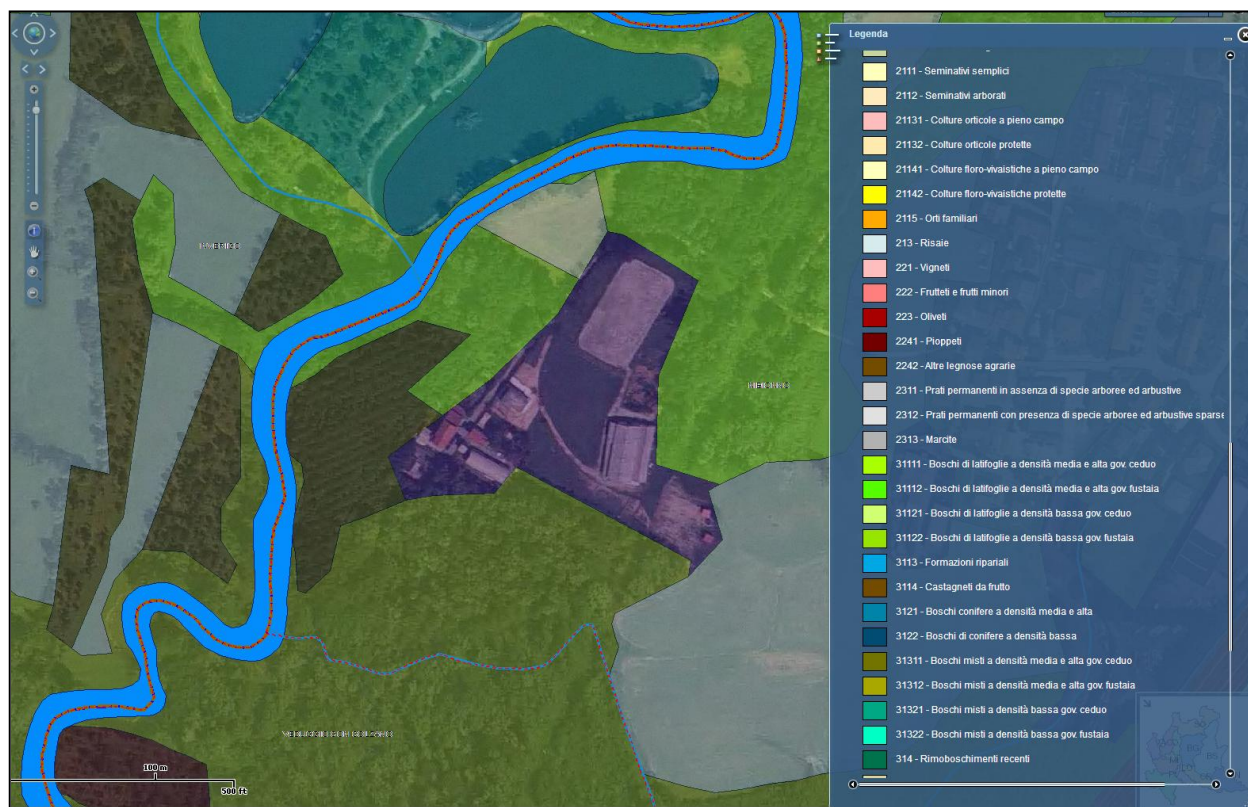 Legenda
2111 - Seminativi semplici
2112 - Seminativi arborati
21131 - Colture orticole a pieno campo
21132 - Colture orticole protette
21141 - Colture floro-vivaistiche a pieno campo
21142 - Colture floro-vivaistiche protette
2115 - Orti familiari
213 - Risaie
221 - Vigneti
222 - Frutteti e frutti minori
223 - Oliveti
2241 - Pioppeti
2242 - Altre legnose agrarie
2311 - Prati permanenti in assenza di specie arboree ed arbustive
2312 - Prati permanenti con presenza di specie arboree ed arbustive sparse
2313 - Marcite
31111 - Boschi di latifoglie a densità media e alta gov. ceduo
31112 - Boschi di latifoglie a densità media e alta gov. fustaia
31121 - Boschi di latifoglie a densità bassa gov. ceduo
31122 - Boschi di latifoglie a densità bassa gov. fustaia
3113 - Formazioni ripariali
3114 - Castagneti da frutto
3121 - Boschi conifere a densità media e alta
3122 - Boschi di conifere a densità bassa
31311 - Boschi misti a densità media e alta gov. ceduo
31312 - Boschi misti a densità media e alta gov. fustaia
31321 - Boschi misti a densità bassa gov. ceduo
31322 - Boschi misti a densità bassa gov. fustaia
314 - Rimoboschimenti recenti
100 m
500 ft